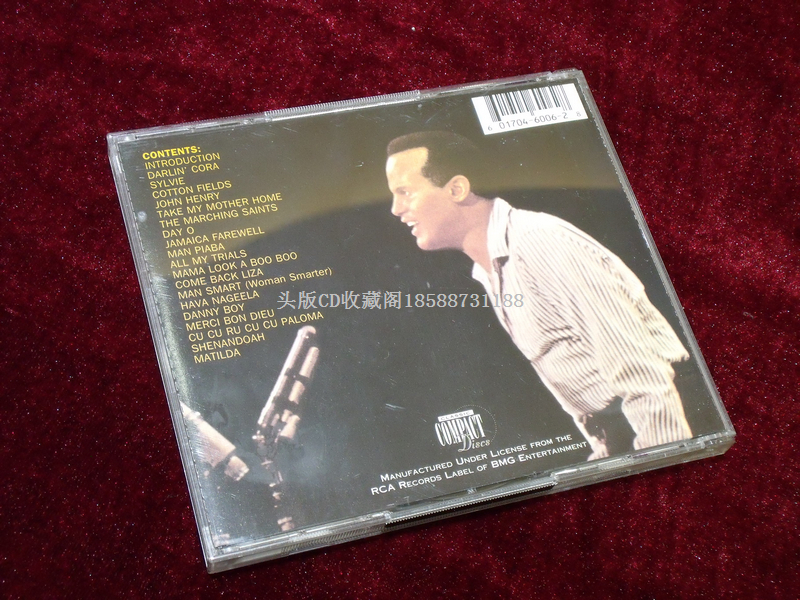 CONTENTS:
INTRODUCTION
DARLIN' CORA
SYLVIE
COTTON FIELDS
JOHN HENRY
TAKE MY MOTHER HOME
THE MARCHING SAINTS
DAY O
JAMAICA FAREWELL
MAN PIABA
ALL MY TRIALS
MAMA LOOK A BOO BOO
COME BACK LIZA
MAN SMART (Woman Smarter)
HAVA NAGEELA
DANNY BOY
MERCI BON DIEU
CU CU RU CU CU PALOMA
SHENANDOAH
MATILDA
6 01704-6006-2 8
头版CD收藏阁18588731188
CLASSIC
COMPACT
Discs
MANUFACTURED UNDER LICENSE FROM THE
RCA RECORDS LABEL OF BMG ENTERTAINMENT